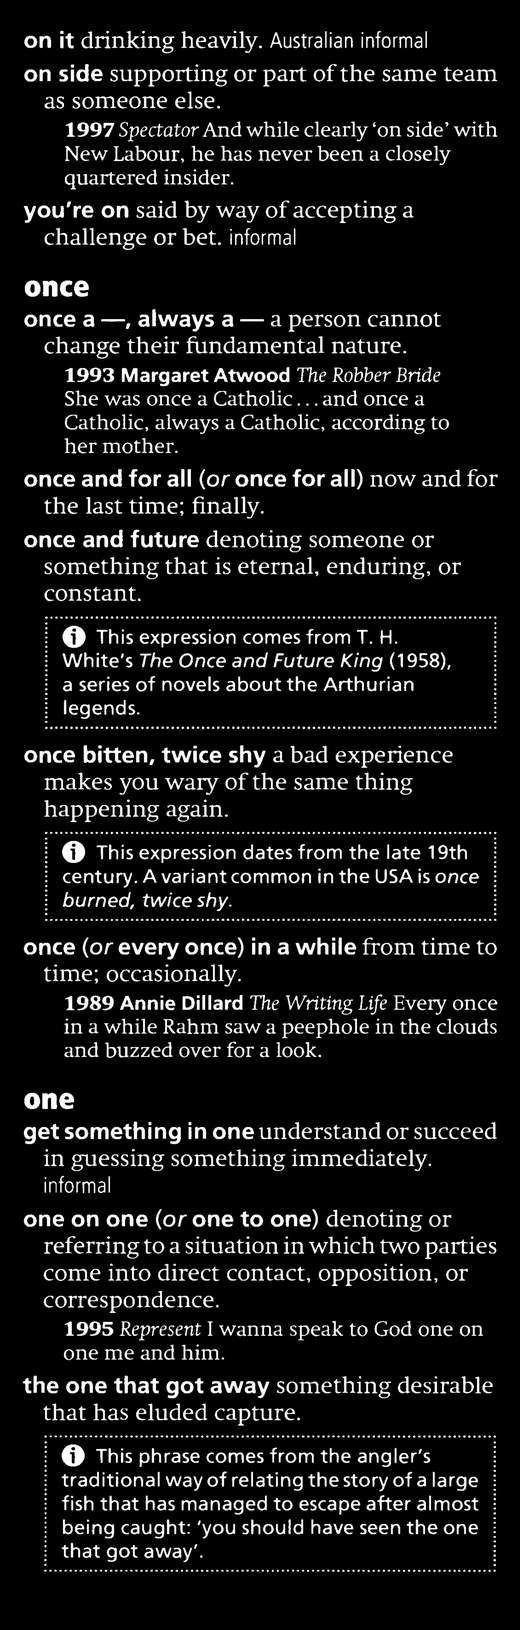 on it drinking heavily. Australian informal
on side supporting or part of the same team
as someone else.
1997 Spectator And while clearly ‘on side’ with
New Labour, he has never been a closely
quartered insider.
you’re on said by way of accepting a
challenge or bet. informal
once
once a —, always a — a person cannot
change their fundamental nature.
1993 Margaret Atwood The Robber Bride
She was once a Catholic...and once a
Catholic, always a Catholic, according to
her mother.
once and for all (or once for all) now and for
the last time; finally.
once and future denoting someone or
something that is eternal, enduring, or
constant.
i This expression comes from T. H.
White’s The Once and Future King (1958),
a series of novels about the Arthurian
legends.
once bitten, twice shy a bad experience
makes you wary of the same thing
happening again.
i This expression dates from the late 19th
century. A variant common in the USA is once
burned, twice shy.
once (or every once) in a while from time to
time; occasionally.
1989 Annie Dillard The Writing Life Every once
in a while Rahm saw a peephole in the clouds
and buzzed over for a look.
one
get something in one understand or succeed
in guessing something immediately.
informal
one on one (or one to one) denoting or
referring to a situation in which two parties
come into direct contact, opposition, or
correspondence.
1995 Represent I wanna speak to God one on
one me and him.
the one that got away something desirable
that has eluded capture.
i This phrase comes from the angler’s
traditional way of relating the story of a large
fish that has managed to escape after almost
being caught: ‘you should have seen the one
that got away’.